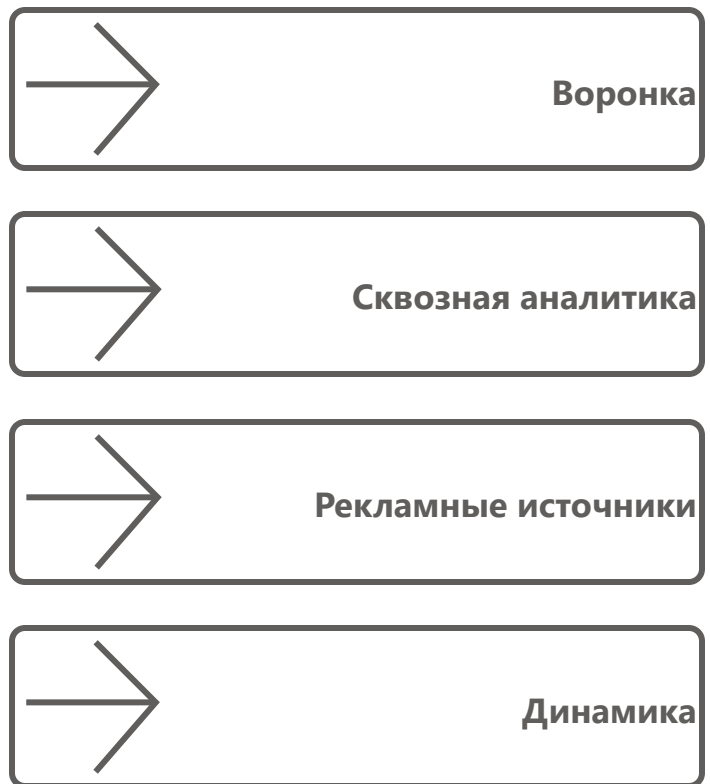 Воронка
Сквозная аналитика
Рекламные источники
Динамика